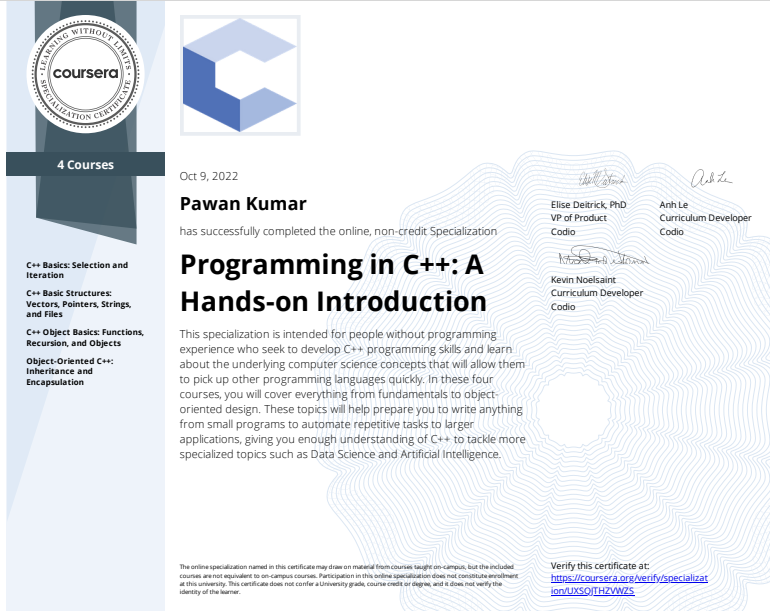 LEARNING WITHOUT LIMITS
coursera
SPECIALIZATION CERTIFICATE
4 Courses
C++ Basics: Selection and
Iteration
C++ Basic Structures:
Vectors, Pointers, Strings,
and Files
C++ Object Basics: Functions,
Recursion, and Objects
Object-Oriented C++:
Inheritance and
Encapsulation
Oct 9, 2022
Pawan Kumar
has successfully completed the online, non-credit Specialization
Programming in C++: A
Hands-on Introduction
This specialization is intended for people without programming
experience who seek to develop C++ programming skills and learn
about the underlying computer science concepts that will allow them
to pick up other programming languages quickly. In these four
courses, you will cover everything from fundamentals to object-
oriented design. These topics will help prepare you to write anything
from small programs to automate repetitive tasks to larger
applications, giving you enough understanding of C++ to tackle more
specialized topics such as Data Science and Artificial Intelligence.
Elise Deitrick, PhD
VP of Product
Codio
Anh Le
Anh Le
Curriculum Developer
Codio
Kevin Noelsaint
Curriculum Developer
Codio
The online specialization named in this certificate may draw on material from courses taught on-campus, but the included
courses are not equivalent to on-campus courses. Participation in this online specialization does not constitute enrollment
at this university. This certificate does not confer a University grade, course credit or degree, and it does not verify the
identity of the learner.
Verify this certificate at:
https://coursera.org/verify/specializat
ion/UXSQJTHZVWZS